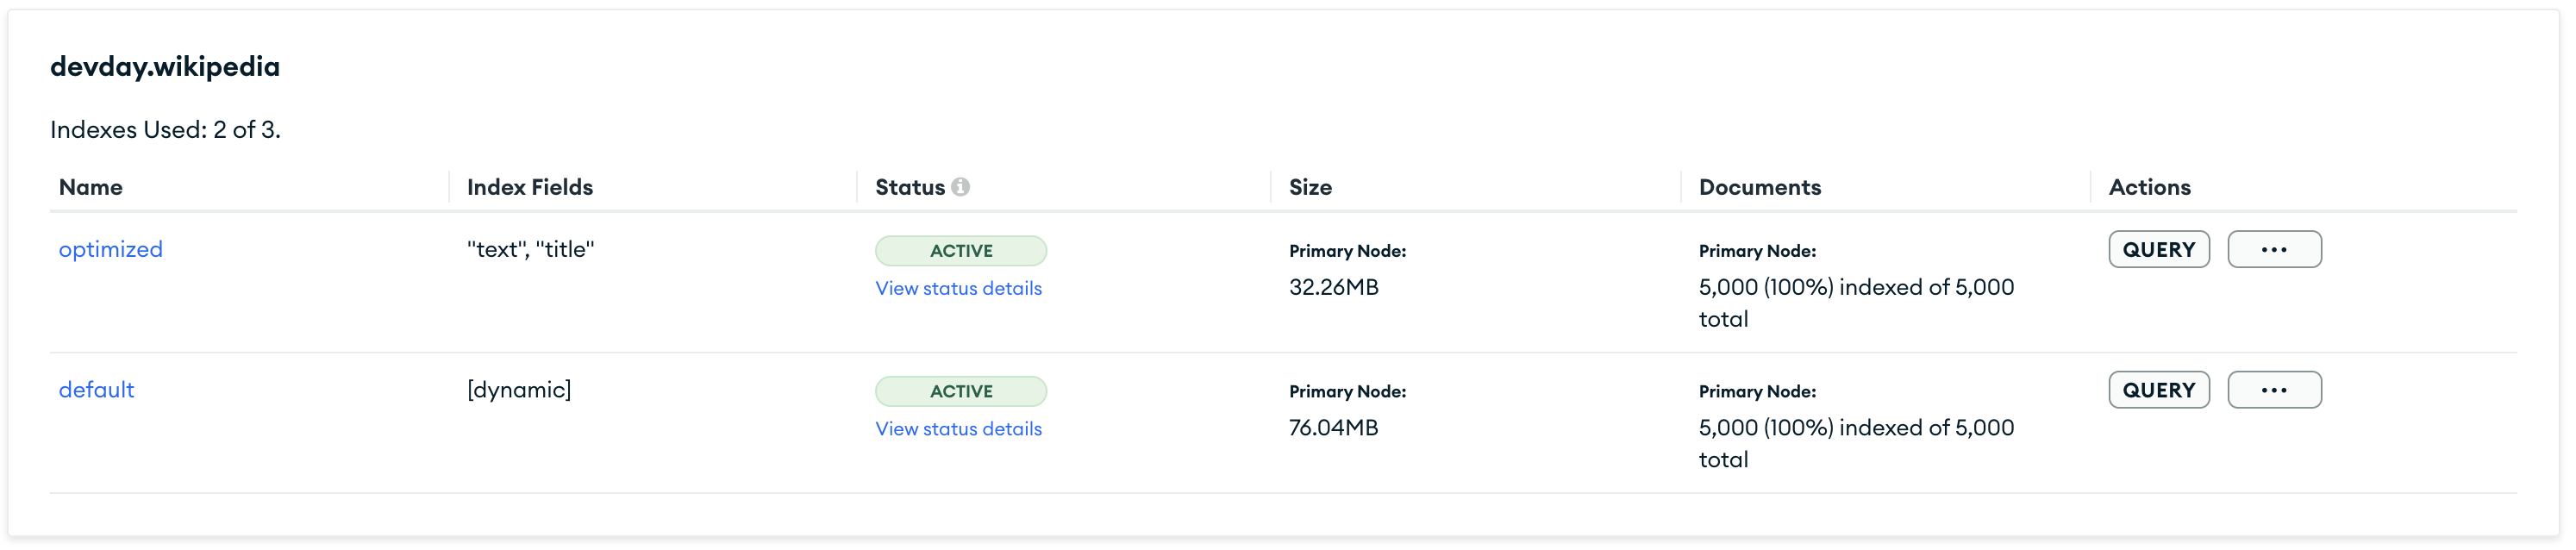 devday.wikipedia
Indexes Used: 2 of 3.
Name Index Fields Status Size Documents Actions
optimized "text", "title" ACTIVE Primary Node: Primary Node: QUERY ...
View status details 32.26MB 5,000 (100%) indexed of 5,000
total
default [dynamic] ACTIVE Primary Node: Primary Node: QUERY ...
View status details 76.04MB 5,000 (100%) indexed of 5,000
total